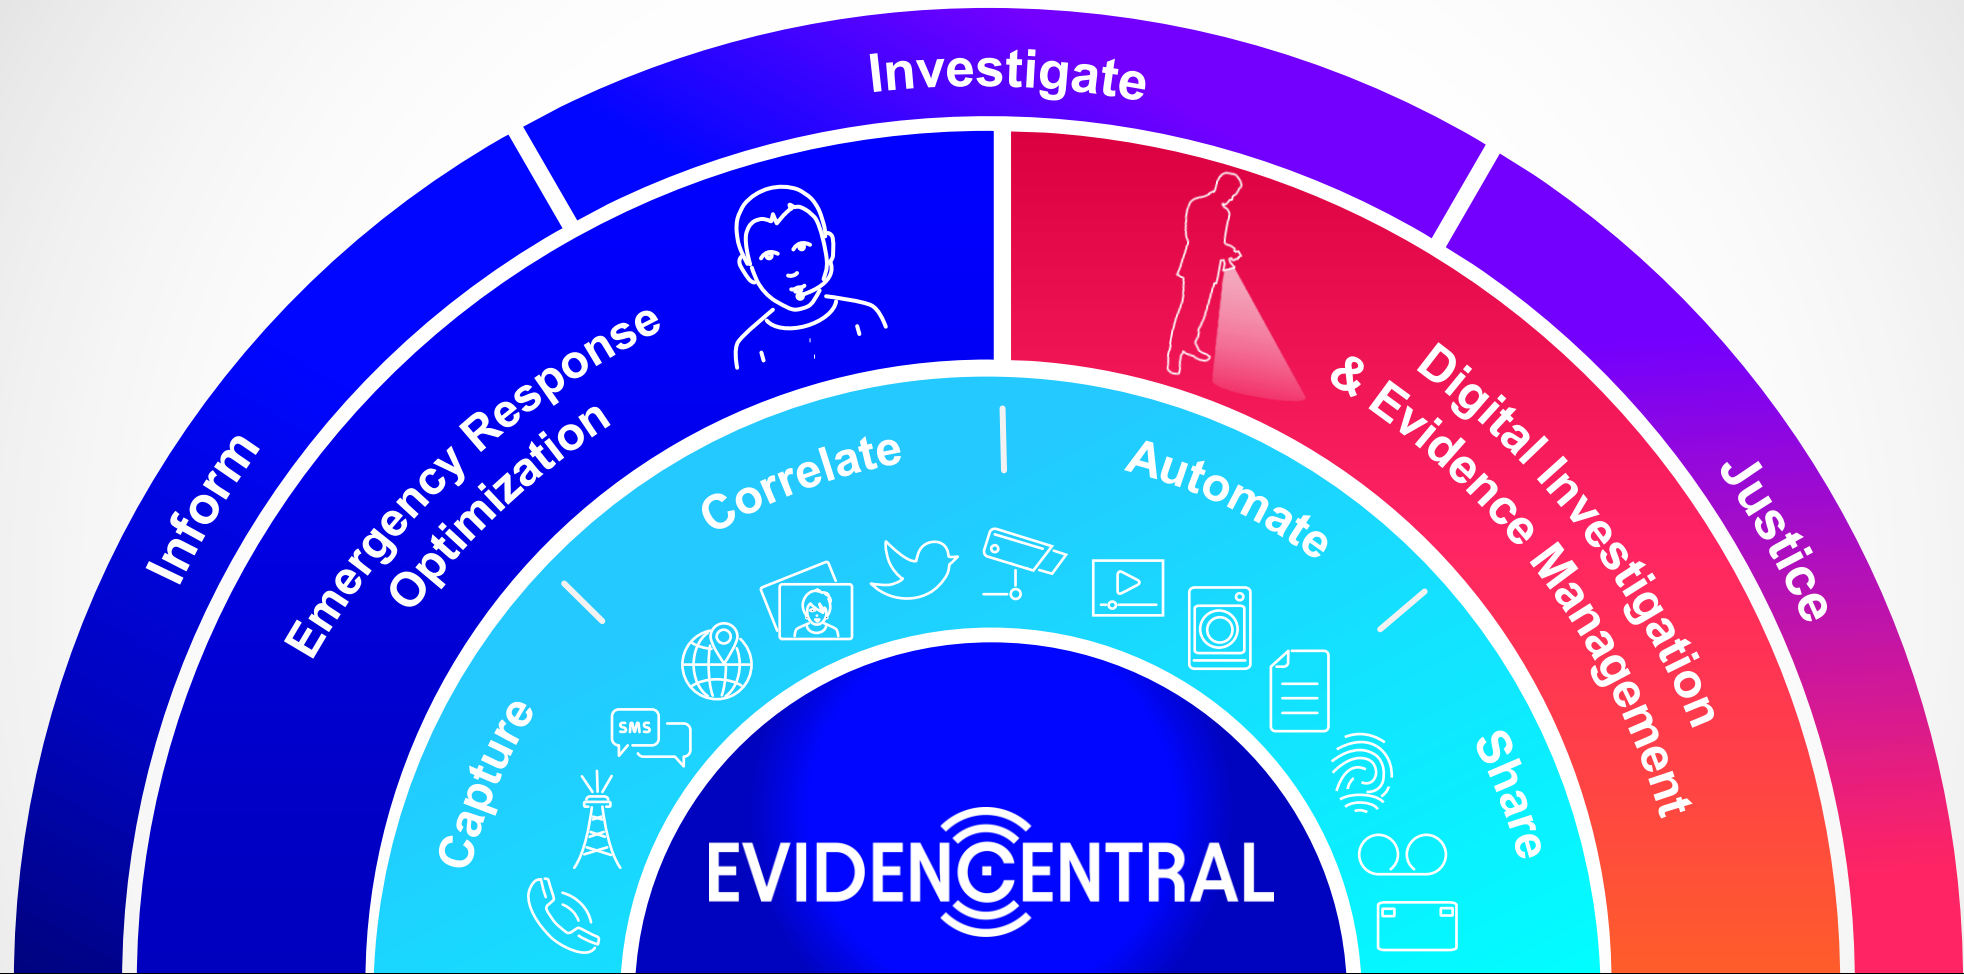 Investigate
Inform
Justice
Emergency Response
Optimization
Digital Investigation
& Evidence Management
Capture
Correlate
Automate
Share
SMS
EVIDENCENTRAL